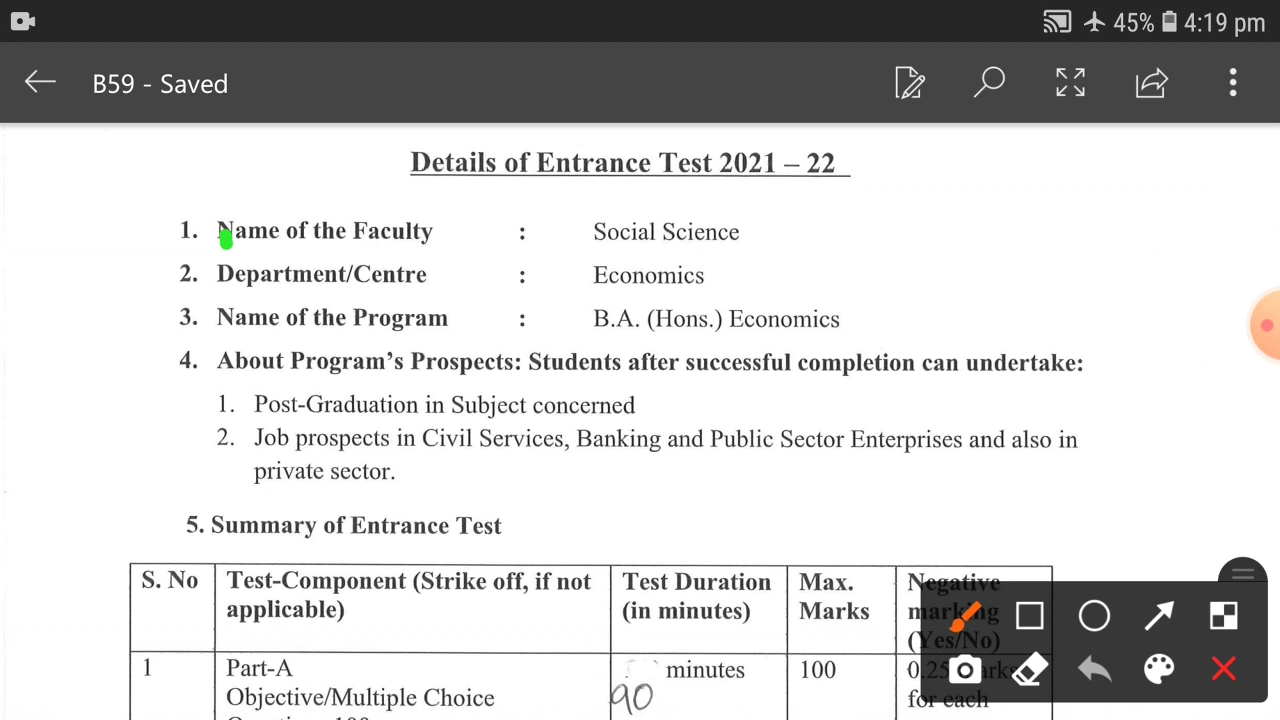 45% 4:19 pm
B59 - Saved
Details of Entrance Test 2021 – 22
1. Name of the Faculty : Social Science
2. Department/Centre : Economics
3. Name of the Program : B.A. (Hons.) Economics
4. About Program's Prospects: Students after successful completion can undertake:
1. Post-Graduation in Subject concerned
2. Job prospects in Civil Services, Banking and Public Sector Enterprises and also in
private sector.
5. Summary of Entrance Test
S. No Test-Component (Strike off, if not Test Duration Max. Negative
applicable) (in minutes) Marks marking
(Yes/No)
1 Part-A minutes 100 0.25
Objective/Multiple Choice 90 for each